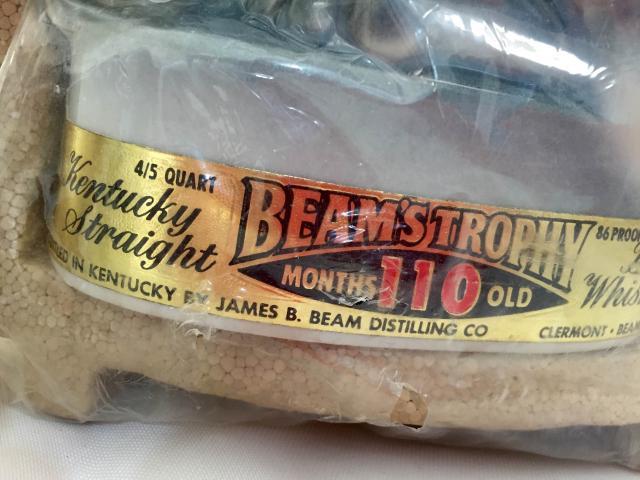 4/5 QUART
Kentucky
Straight
BEAM'S TROPHY
MONTHS 110 OLD
86 PROOF
IN KENTUCKY BY JAMES B. BEAM DISTILLING CO
CLERMONT · BEA